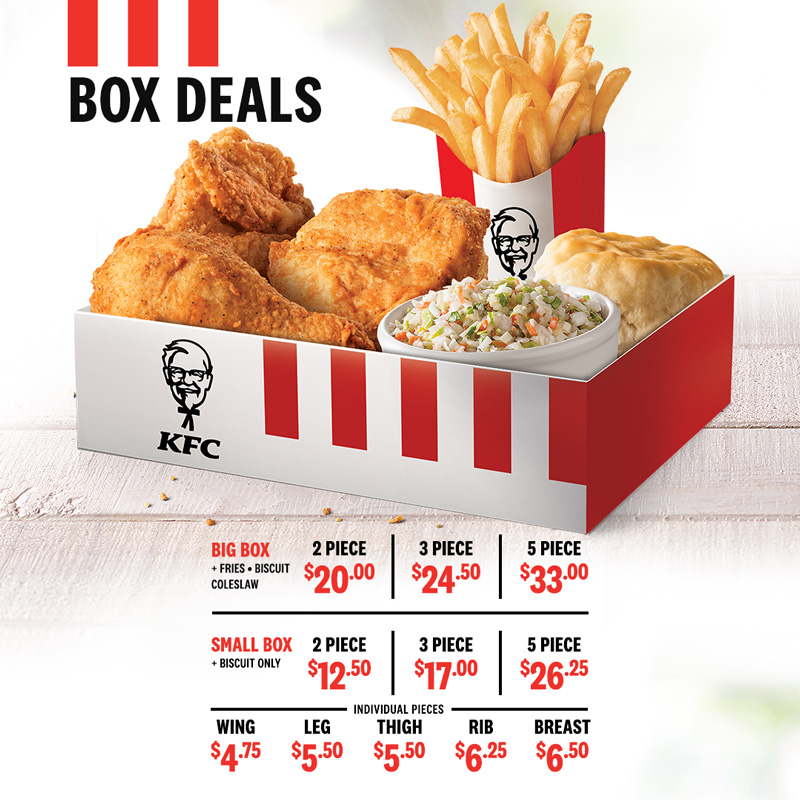 BOX DEALS
KFC
BIG BOX
+ FRIES • BISCUIT
COLESLAW
2 PIECE
$20.00
3 PIECE
$24.50
5 PIECE
$33.00
SMALL BOX
+ BISCUIT ONLY
2 PIECE
$12.50
3 PIECE
$17.00
5 PIECE
$26.25
INDIVIDUAL PIECES
WING
$4.75
LEG
$5.50
THIGH
$5.50
RIB
$6.25
BREAST
$6.50